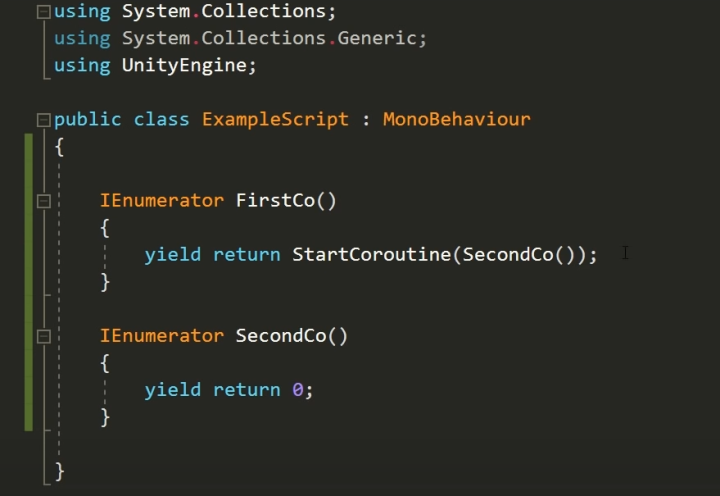 using System.Collections;
using System.Collections.Generic;
using UnityEngine;
public class ExampleScript : MonoBehaviour
{
IEnumerator FirstCo()
{
yield return StartCoroutine(SecondCo());
}
IEnumerator SecondCo()
{
yield return 0;
}
}